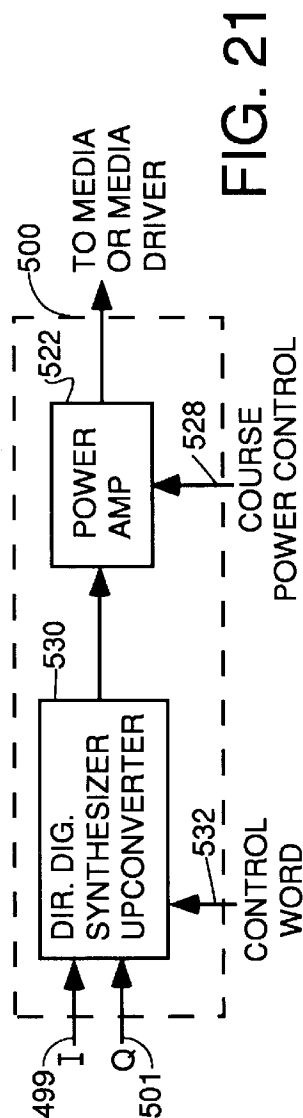 499
I
Q
501
530
DIR. DIG.
SYNTHESIZER
UPCONVERTER
532
CONTROL
WORD
500
522
POWER
AMP
528
COURSE
POWER CONTROL
TO MEDIA
OR MEDIA
DRIVER
FIG. 21